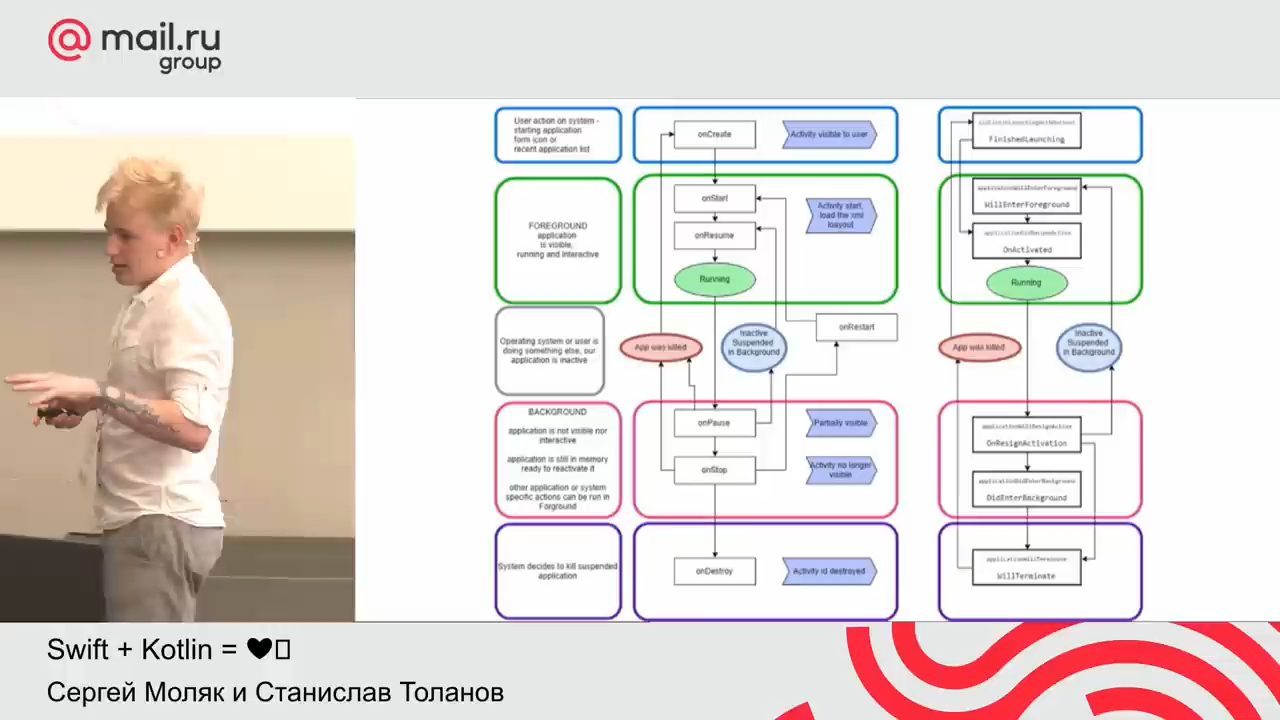 @ mail.ru
group
User action on system -
starting application
form icon or
recent application list
onCreate
Activity visible to user
FinishedLaunching
FOREGROUND
application
is visible,
running and interactive
onStart
onResume
Running
Activity start,
load the xml
loayout
applicationWillEnterForeground
WillEnterForeground
OnActivated
Running
Operating system or user is
doing something else, our
application is inactive
App was killed
Inactive
Suspended
in Background
onRestart
App was killed
Inactive
Suspended
in Background
BACKGROUND
application is not visible nor
interactive
application is still in memory
ready to reactivate it
other application or system
specific actions can be run in
Forground
onPause
Partially visible
onStop
Activity no longer
visible
applicationWillResignActive
OnResignActivation
applicationDidEnterBackground
DidEnterBackground
System decides to kill suspended
application
onDestroy
Activity id destroyed
applicationWillTerminate
WillTerminate
Swift + Kotlin = ♥
Сергей Моляк и Станислав Толанов